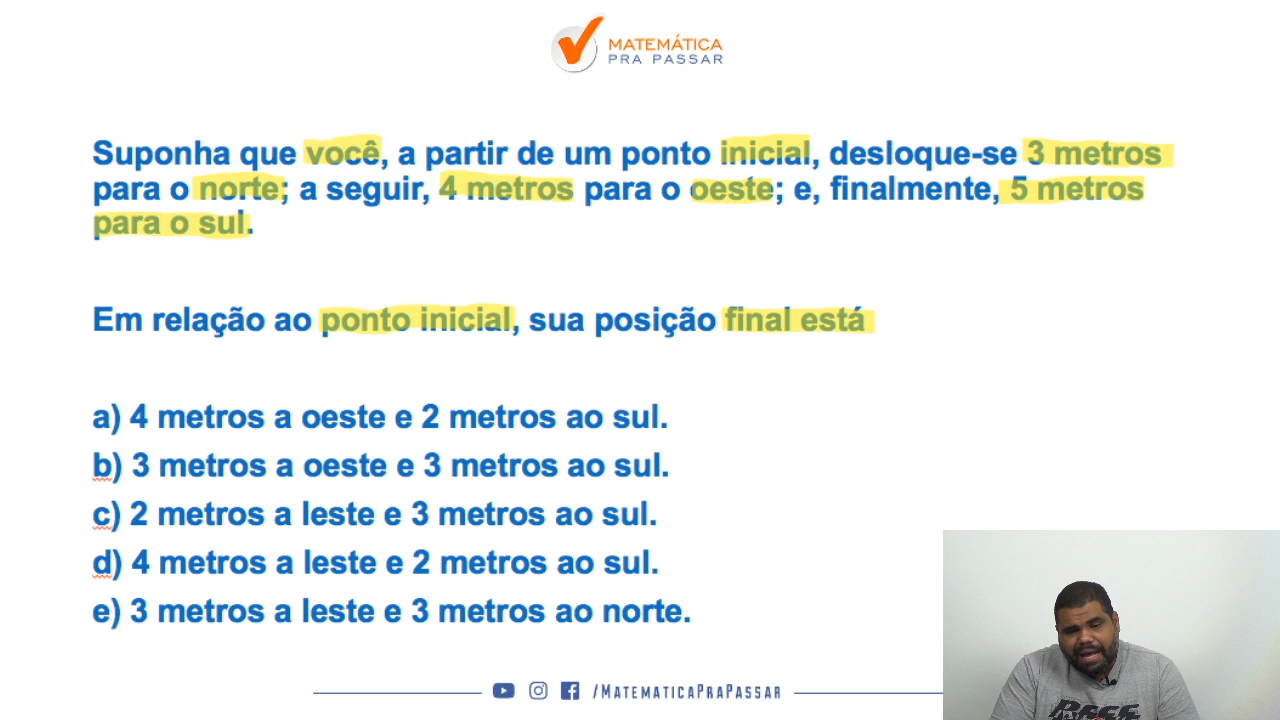 MATEMÁTICA
PRA PASSAR
Suponha que você, a partir de um ponto inicial, desloque-se 3 metros
para o norte; a seguir, 4 metros para o oeste; e, finalmente, 5 metros
para o sul.
Em relação ao ponto inicial, sua posição final está
a) 4 metros a oeste e 2 metros ao sul.
b) 3 metros a oeste e 3 metros ao sul.
c) 2 metros a leste e 3 metros ao sul.
d) 4 metros a leste e 2 metros ao sul.
e) 3 metros a leste e 3 metros ao norte.
/MATEMATICAPRAPASSAR